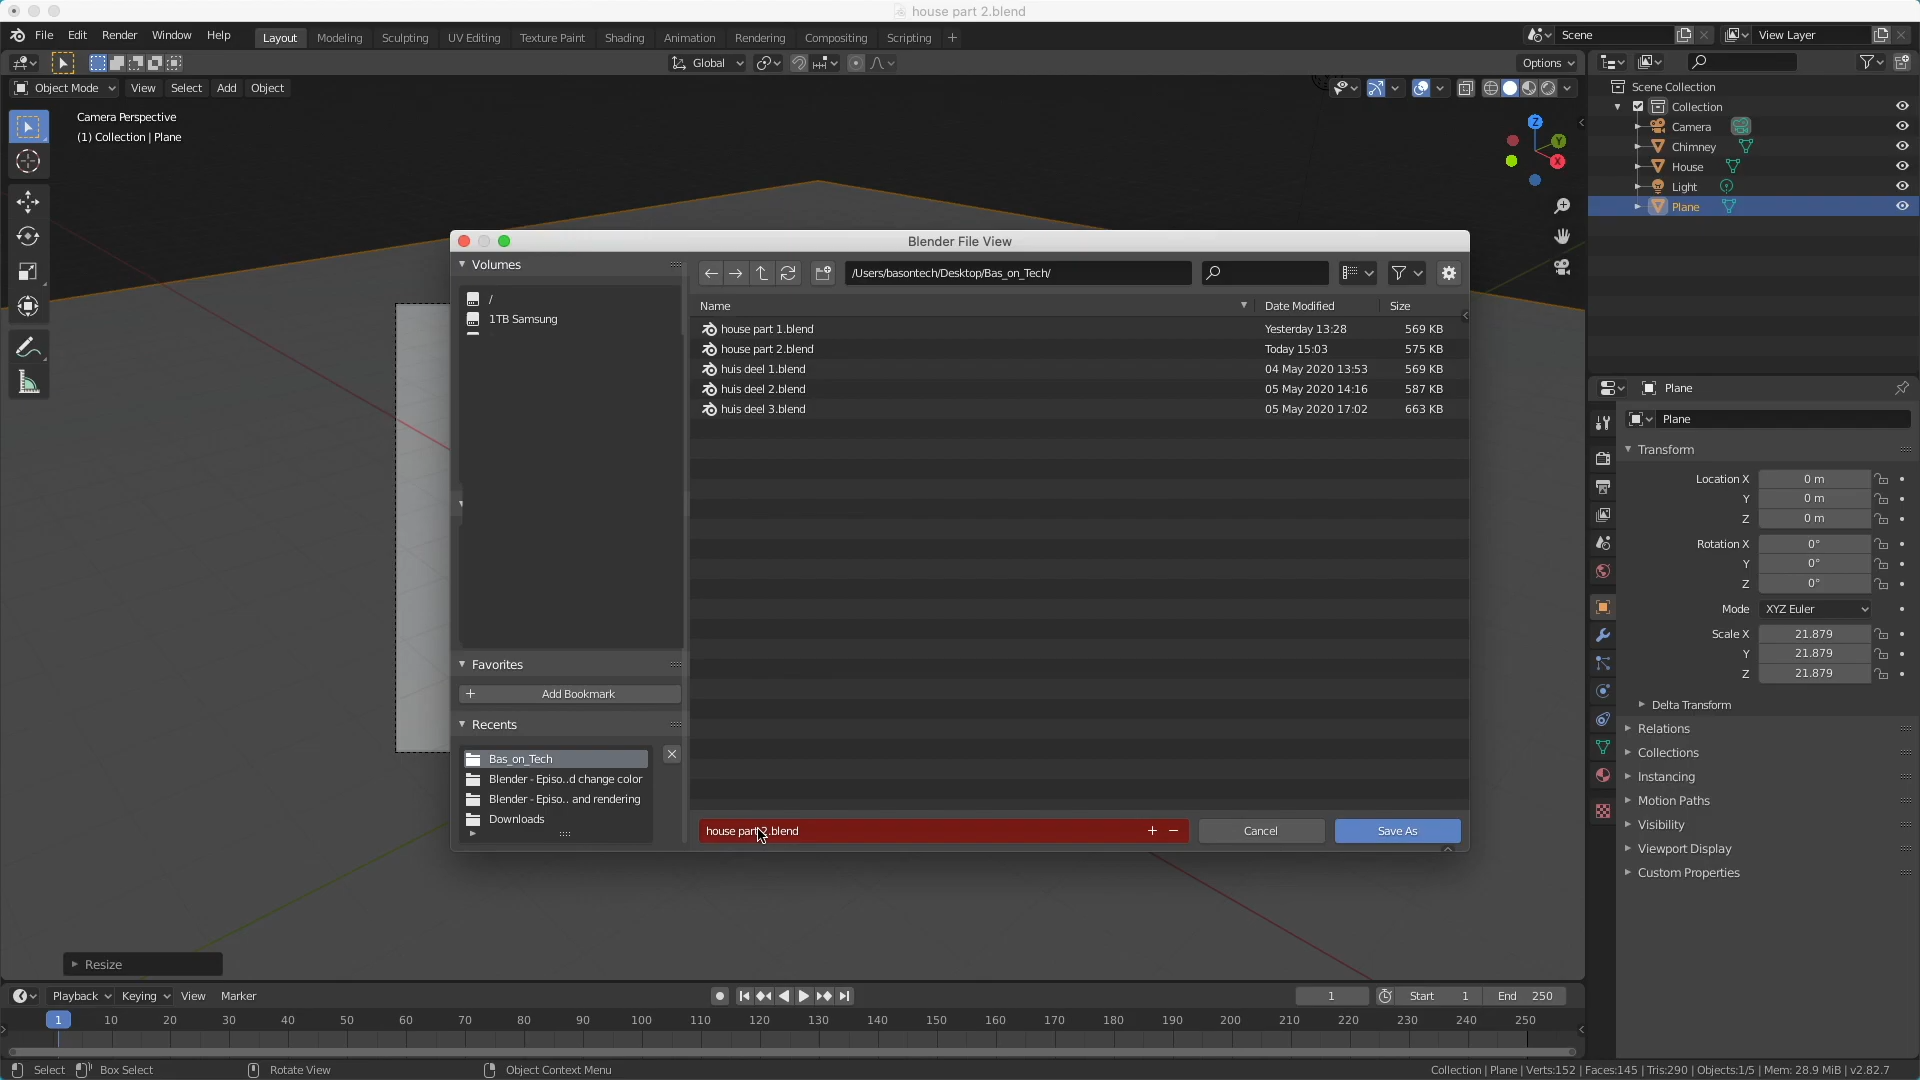 house part 2.blend
File Edit Render Window Help Layout Modeling Sculpting UV Editing Texture Paint Shading Animation Rendering Compositing Scripting + Scene View Layer
Global Options
Object Mode View Select Add Object
Camera Perspective
(1) Collection | Plane
Z
Y
X
Scene Collection
Collection
Camera
Chimney
House
Light
Plane
Blender File View
Volumes
/
1TB Samsung
/Users/basontech/Desktop/Bas_on_Tech/
Name Date Modified Size
house part 1.blend Yesterday 13:28 569 KB
house part 2.blend Today 15:03 575 KB
huis deel 1.blend 04 May 2020 13:53 569 KB
huis deel 2.blend 05 May 2020 14:16 587 KB
huis deel 3.blend 05 May 2020 17:02 663 KB
Favorites
+ Add Bookmark
Recents
Bas_on_Tech
Blender - Episo..d change color
Blender - Episo.. and rendering
Downloads
house part 2.blend + − Cancel Save As
Plane
Plane
Transform
Location X 0 m
Y 0 m
Z 0 m
Rotation X 0°
Y 0°
Z 0°
Mode XYZ Euler
Scale X 21.879
Y 21.879
Z 21.879
Delta Transform
Relations
Collections
Instancing
Motion Paths
Visibility
Viewport Display
Custom Properties
Resize
Playback Keying View Marker 1 Start 1 End 250
1 10 20 30 40 50 60 70 80 90 100 110 120 130 140 150 160 170 180 190 200 210 220 230 240 250
Select Box Select Rotate View Object Context Menu Collection | Plane | Verts:152 | Faces:145 | Tris:290 | Objects:1/5 | Mem: 28.9 MiB | v2.82.7